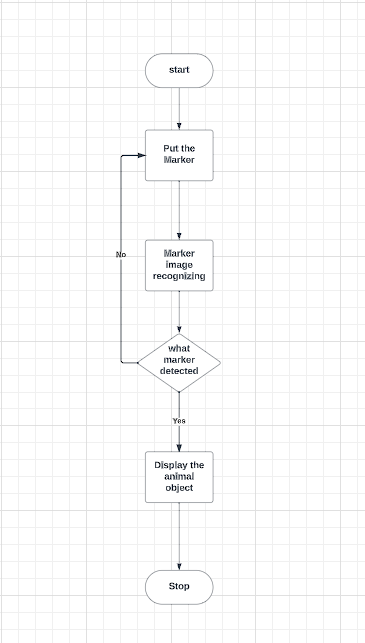 start
Put the
Marker
No
Marker
image
recognizing
what
marker
detected
Yes
Display the
animal
object
Stop